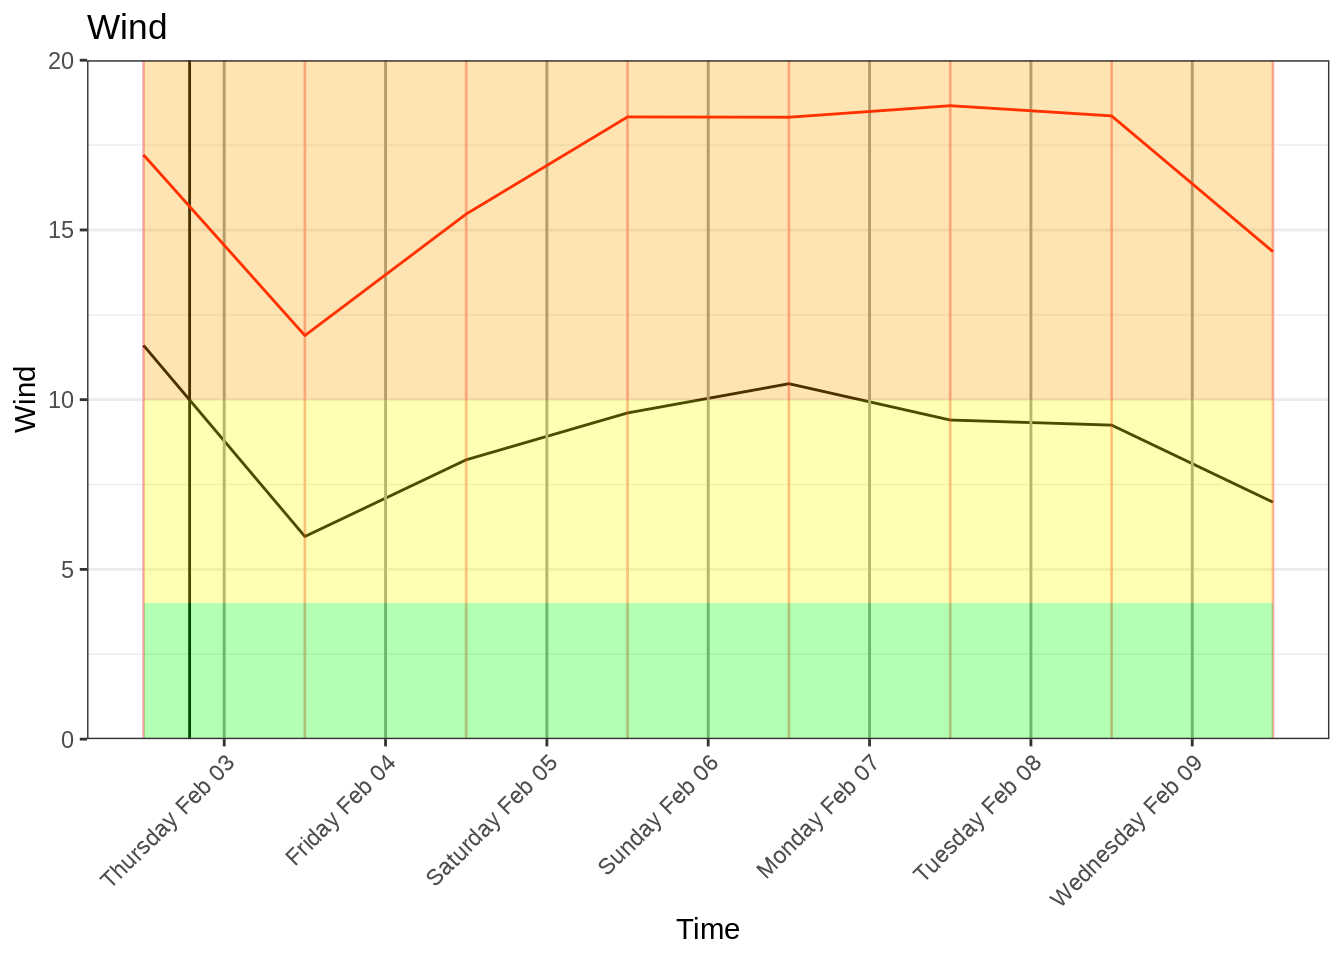 Wind
20
15
10
5
0
Wind
Thursday Feb 03
Friday Feb 04
Saturday Feb 05
Sunday Feb 06
Monday Feb 07
Tuesday Feb 08
Wednesday Feb 09
Time